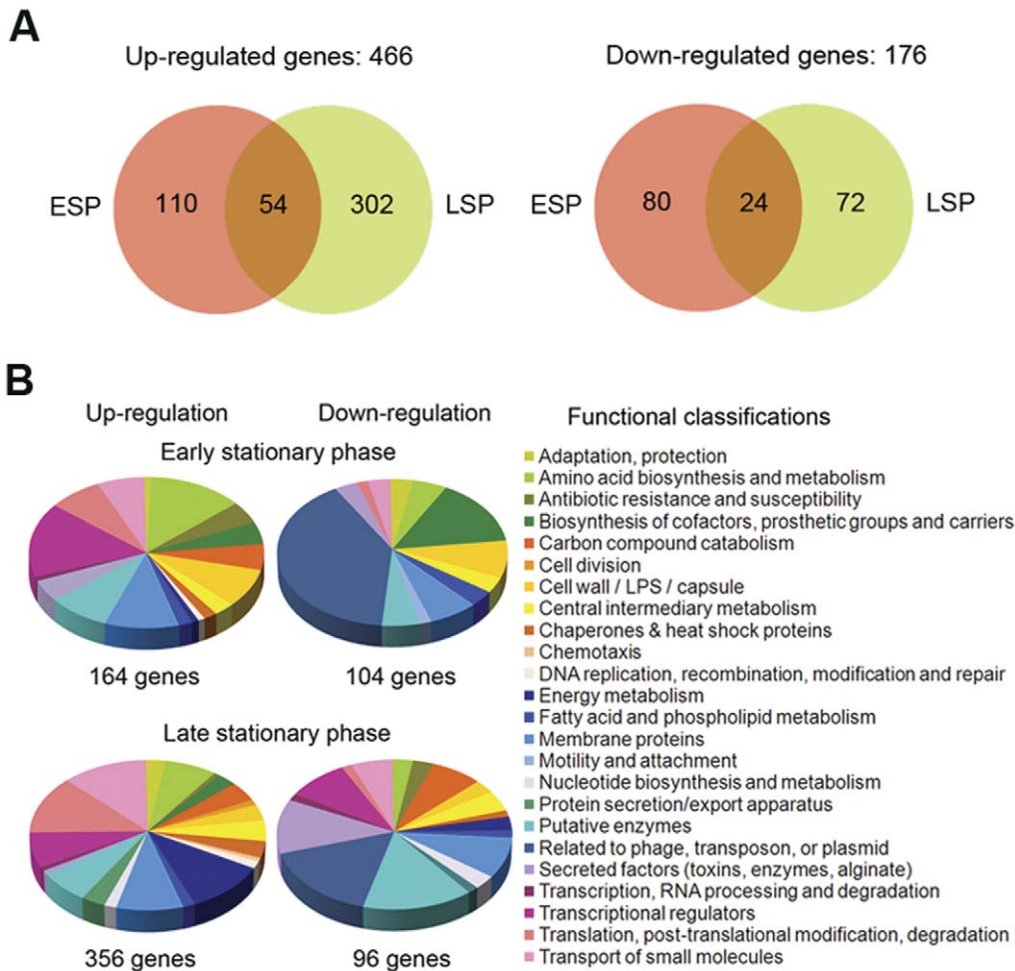 A
Up-regulated genes: 466
Down-regulated genes: 176
ESP 110 54 302 LSP
ESP 80 24 72 LSP
B
Up-regulation
Down-regulation
Early stationary phase
164 genes
104 genes
Late stationary phase
356 genes
96 genes
Functional classifications
Adaptation, protection
Amino acid biosynthesis and metabolism
Antibiotic resistance and susceptibility
Biosynthesis of cofactors, prosthetic groups and carriers
Carbon compound catabolism
Cell division
Cell wall / LPS / capsule
Central intermediary metabolism
Chaperones & heat shock proteins
Chemotaxis
DNA replication, recombination, modification and repair
Energy metabolism
Fatty acid and phospholipid metabolism
Membrane proteins
Motility and attachment
Nucleotide biosynthesis and metabolism
Protein secretion/export apparatus
Putative enzymes
Related to phage, transposon, or plasmid
Secreted factors (toxins, enzymes, alginate)
Transcription, RNA processing and degradation
Transcriptional regulators
Translation, post-translational modification, degradation
Transport of small molecules